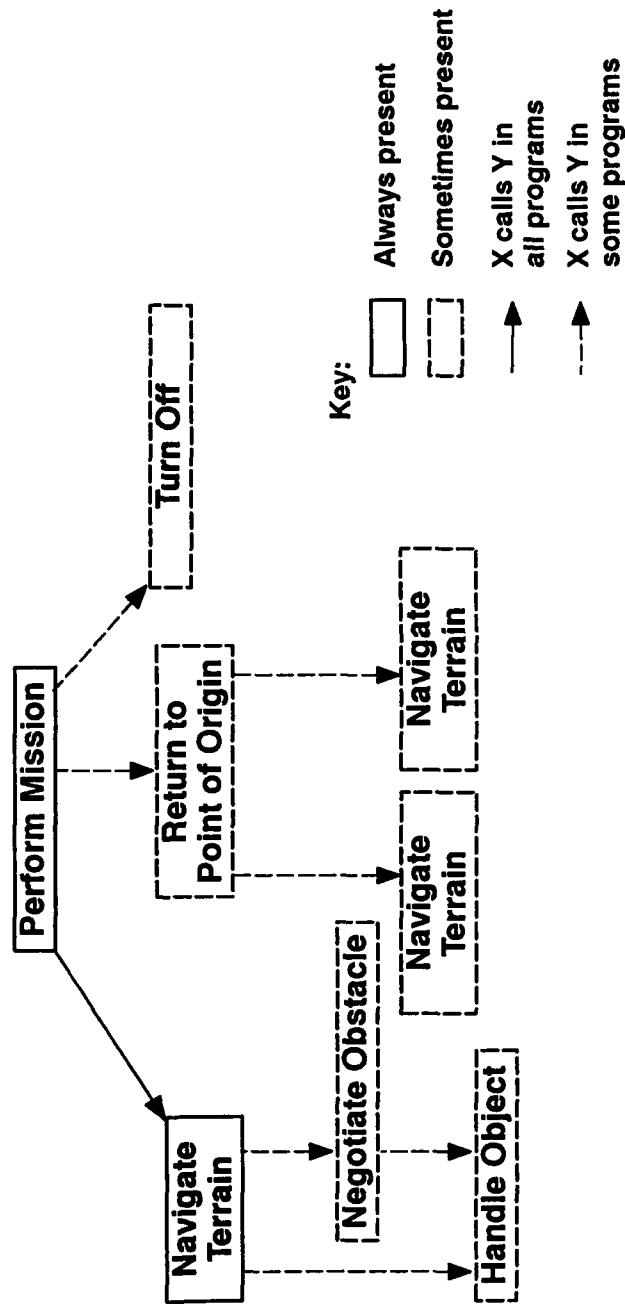 Perform Mission
Navigate
Terrain
Return to
Point of Origin
Turn Off
Negotiate Obstacle
Handle Object
Navigate
Terrain
Navigate
Terrain
Key:
Always present
Sometimes present
X calls Y in
all programs
X calls Y in
some programs